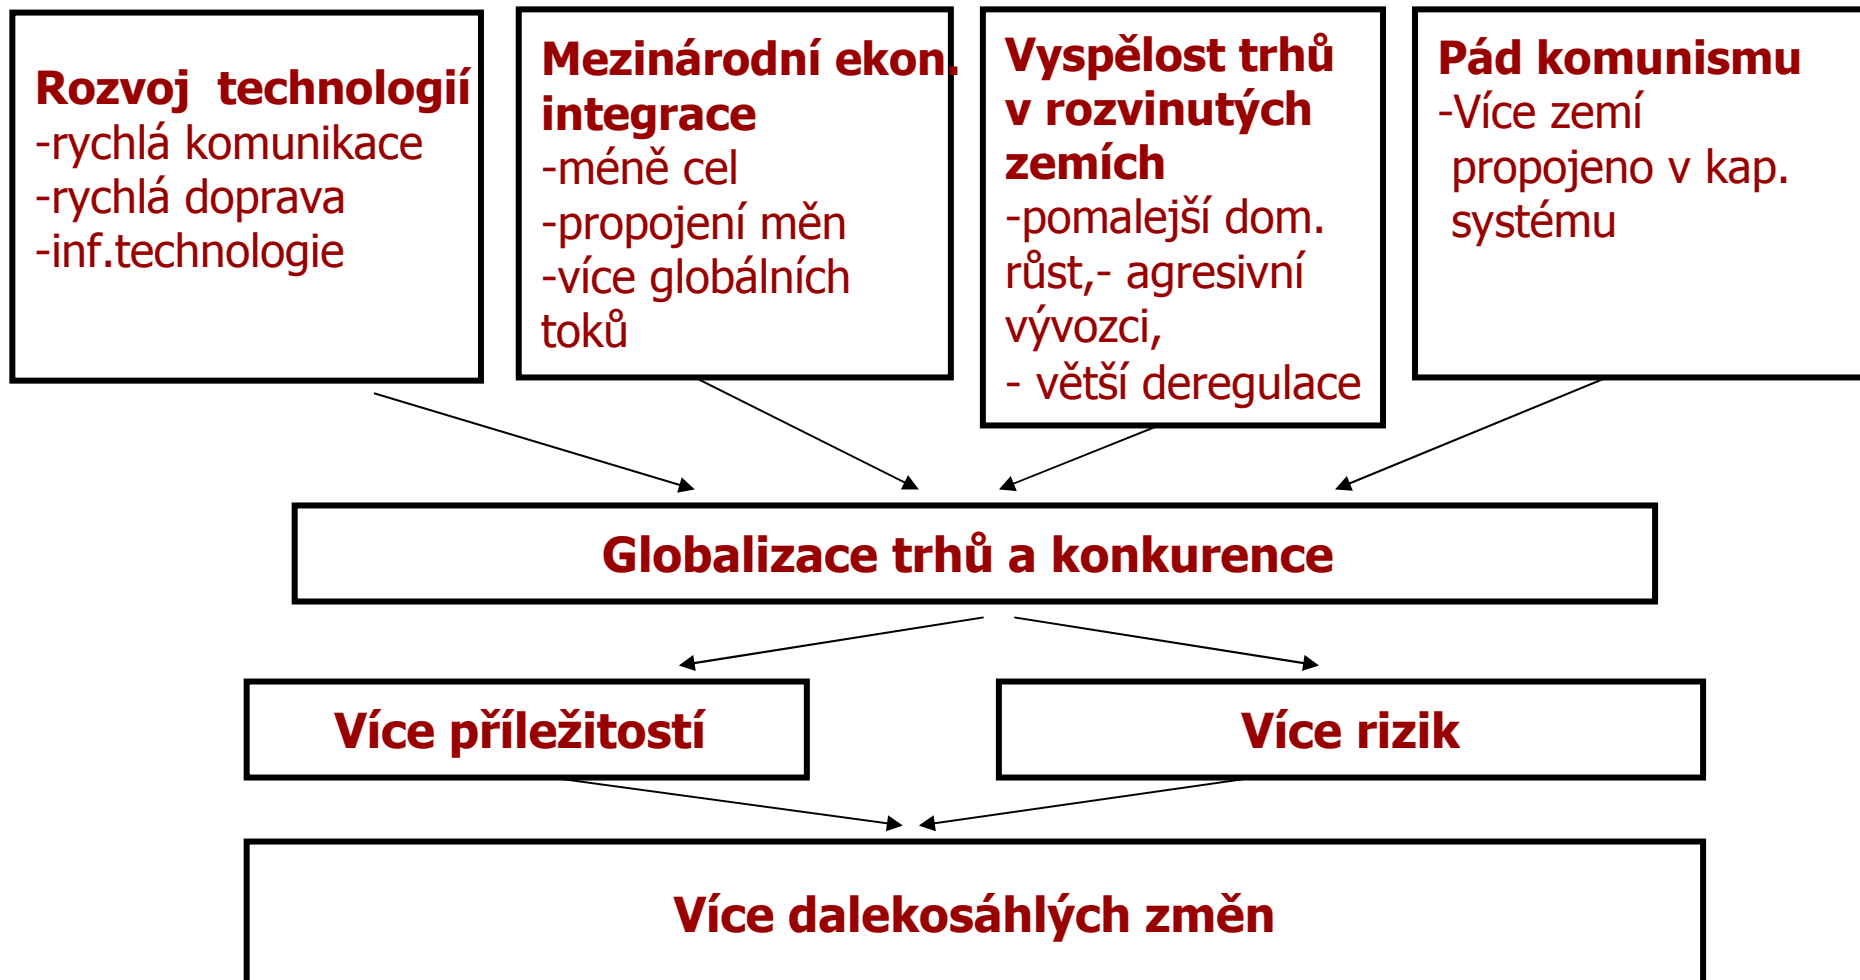 Rozvoj  technologií
-rychlá komunikace
-rychlá doprava
-inf.technologie
Mezinárodní ekon.
integrace
-méně cel
-propojení měn
-více globálních
toků
Vyspělost trhů
v rozvinutých
zemích
-pomalejší dom.
růst,- agresivní
vývozci,
- větší deregulace
Pád komunismu
-Více zemí
propojeno v kap.
systému
Globalizace trhů a konkurence
Více příležitostí
Více rizik
Více dalekosáhlých změn